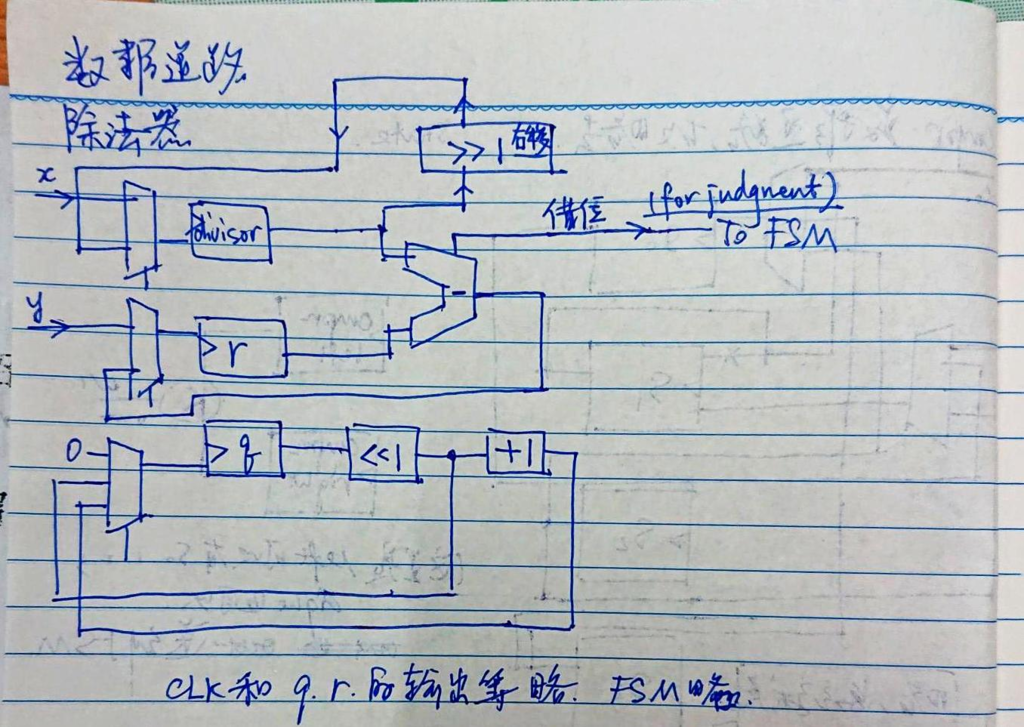 数据通路
除法器
>>1 右移
x
divisor
借位 (for judgment)
To FSM
-
y
r
0
q
<<1
+1
CLK和 q. r. 的输出等略. FSM略.